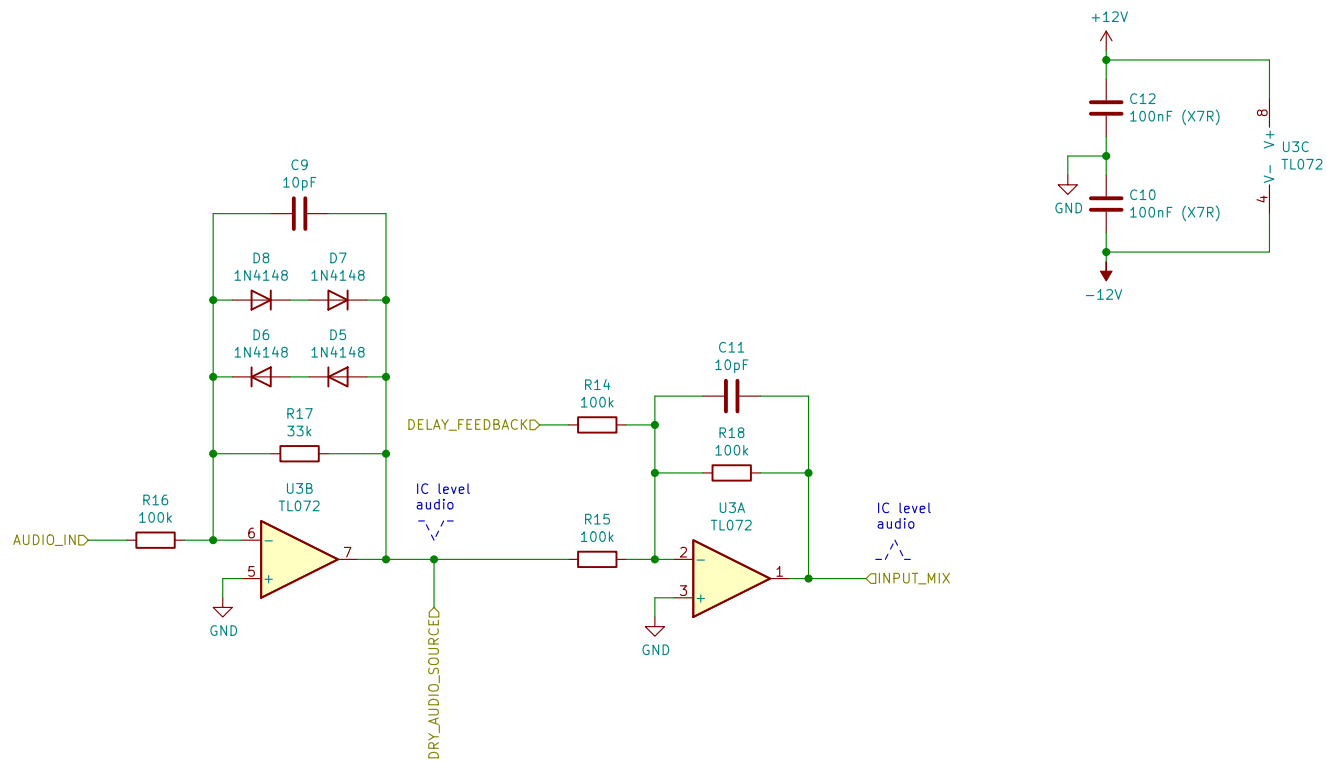 +12V
C12
100nF (X7R)
8
V+
U3C
TL072
V-
4
GND
C10
100nF (X7R)
-12V
C9
10pF
D8
1N4148
D7
1N4148
D6
1N4148
D5
1N4148
R17
33k
U3B
TL072
R16
100k
AUDIO_IN
6
-
7
5
+
GND
IC level
audio
DRY_AUDIO_SOURCED
C11
10pF
R14
100k
DELAY_FEEDBACK
R18
100k
U3A
TL072
R15
100k
2
-
1
3
+
GND
IC level
audio
INPUT_MIX